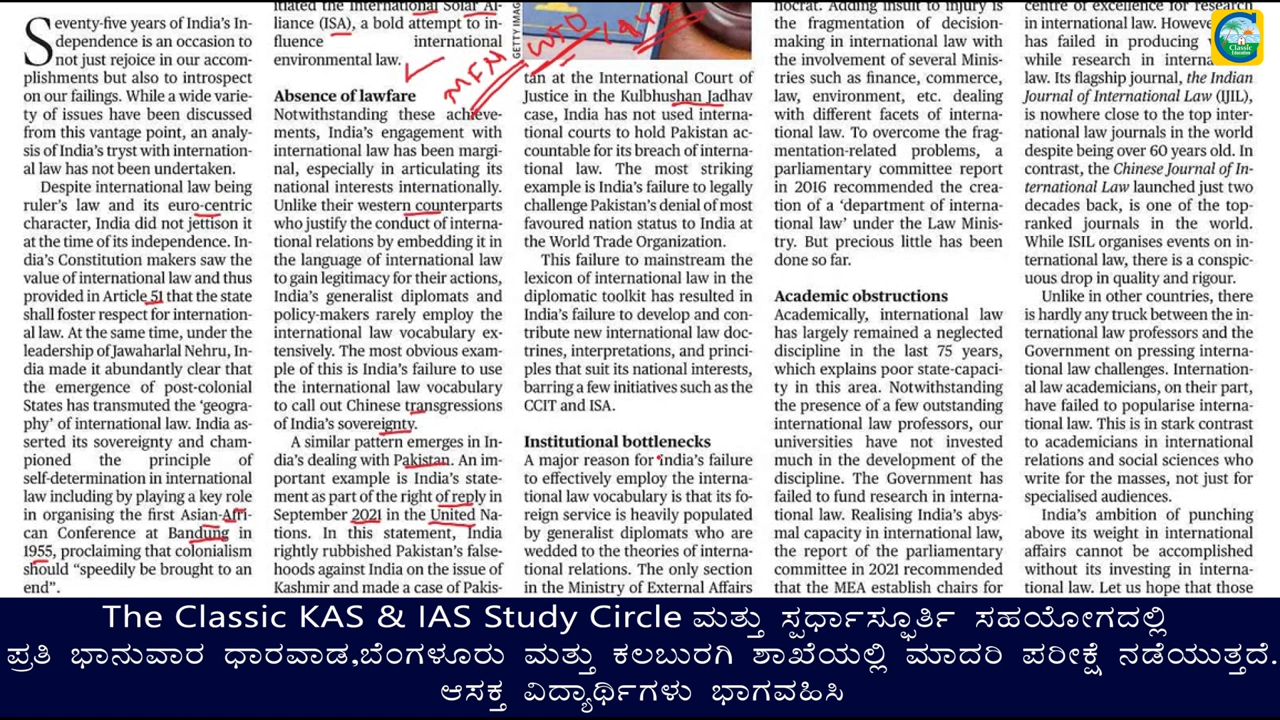 Seventy-five years of India's In-
dependence is an occasion to
not just rejoice in our accom-
plishments but also to introspect
on our failings. While a wide varie-
ty of issues have been discussed
from this vantage point, an analy-
sis of India's tryst with internation-
al law has not been undertaken.
Despite international law being
ruler's law and its euro-centric
character, India did not jettison it
at the time of its independence. In-
dia's Constitution makers saw the
value of international law and thus
provided in Article 51 that the state
shall foster respect for internation-
al law. At the same time, under the
leadership of Jawaharlal Nehru, In-
dia made it abundantly clear that
the emergence of post-colonial
States has transmuted the 'geogra-
phy' of international law. India as-
serted its sovereignty and cham-
pioned the principle of
self-determination in international
law including by playing a key role
in organising the first Asian-Afri-
can Conference at Bandung in
1955, proclaiming that colonialism
should "speedily be brought to an
end".
tiated the International Solar Al-
liance (ISA), a bold attempt to in-
fluence international
environmental law.
Absence of lawfare
Notwithstanding these achieve-
ments, India's engagement with
international law has been margi-
nal, especially in articulating its
national interests internationally.
Unlike their western counterparts
who justify the conduct of interna-
tional relations by embedding it in
the language of international law
to gain legitimacy for their actions,
India's generalist diplomats and
policy-makers rarely employ the
international law vocabulary ex-
tensively. The most obvious exam-
ple of this is India's failure to use
the international law vocabulary
to call out Chinese transgressions
of India's sovereignty.
A similar pattern emerges in In-
dia's dealing with Pakistan. An im-
portant example is India's state-
ment as part of the right of reply in
September 2021 in the United Na-
tions. In this statement, India
rightly rubbished Pakistan's false-
hoods against India on the issue of
Kashmir and made a case of Pakis-
GETTY IMAG
MFN
WTO
tan at the International Court of
Justice in the Kulbhushan Jadhav
case, India has not used interna-
tional courts to hold Pakistan ac-
countable for its breach of interna-
tional law. The most striking
example is India's failure to legally
challenge Pakistan's denial of most
favoured nation status to India at
the World Trade Organization.
This failure to mainstream the
lexicon of international law in the
diplomatic toolkit has resulted in
India's failure to develop and con-
tribute new international law doc-
trines, interpretations, and princi-
ples that suit its national interests,
barring a few initiatives such as the
CCIT and ISA.
Institutional bottlenecks
A major reason for India's failure
to effectively employ the interna-
tional law vocabulary is that its fo-
reign service is heavily populated
by generalist diplomats who are
wedded to the theories of interna-
tional relations. The only section
in the Ministry of External Affairs
nocrat. Adding insult to injury is
the fragmentation of decision-
making in international law with
the involvement of several Minis-
tries such as finance, commerce,
law, environment, etc. dealing
with different facets of interna-
tional law. To overcome the frag-
mentation-related problems, a
parliamentary committee report
in 2016 recommended the crea-
tion of a 'department of interna-
tional law' under the Law Minis-
try. But precious little has been
done so far.
Academic obstructions
Academically, international law
has largely remained a neglected
discipline in the last 75 years,
which explains poor state-capaci-
ty in this area. Notwithstanding
the presence of a few outstanding
international law professors, our
universities have not invested
much in the development of the
discipline. The Government has
failed to fund research in interna-
tional law. Realising India's abys-
mal capacity in international law,
the report of the parliamentary
committee in 2021 recommended
that the MEA establish chairs for
centre of excellence for research
in international law. Howe
has failed in producing
while research in interna
law. Its flagship journal, the Indian
Journal of International Law (IJIL),
is nowhere close to the top inter-
national law journals in the world
despite being over 60 years old. In
contrast, the Chinese Journal of In-
ternational Law launched just two
decades back, is one of the top-
ranked journals in the world.
While ISIL organises events on in-
ternational law, there is a conspic-
uous drop in quality and rigour.
Unlike in other countries, there
is hardly any truck between the in-
ternational law professors and the
Government on pressing interna-
tional law challenges. Internation-
al law academicians, on their part,
have failed to popularise interna-
tional law. This is in stark contrast
to academicians in international
relations and social sciences who
write for the masses, not just for
specialised audiences.
India's ambition of punching
above its weight in international
affairs cannot be accomplished
without its investing in interna-
tional law. Let us hope that those
Classic
Education
The Classic KAS & IAS Study Circle ಮತ್ತು ಸ್ಪರ್ಧಾಸ್ಫೂರ್ತಿ ಸಹಯೋಗದಲ್ಲಿ
ಪ್ರತಿ ಭಾನುವಾರ ಧಾರವಾಡ,ಬೆಂಗಳೂರು ಮತ್ತು ಕಲಬುರಗಿ ಶಾಖೆಯಲ್ಲಿ ಮಾದರಿ ಪರೀಕ್ಷೆ ನಡೆಯುತ್ತದೆ.
ಆಸಕ್ತ ವಿದ್ಯಾರ್ಥಿಗಳು ಭಾಗವಹಿಸಿ